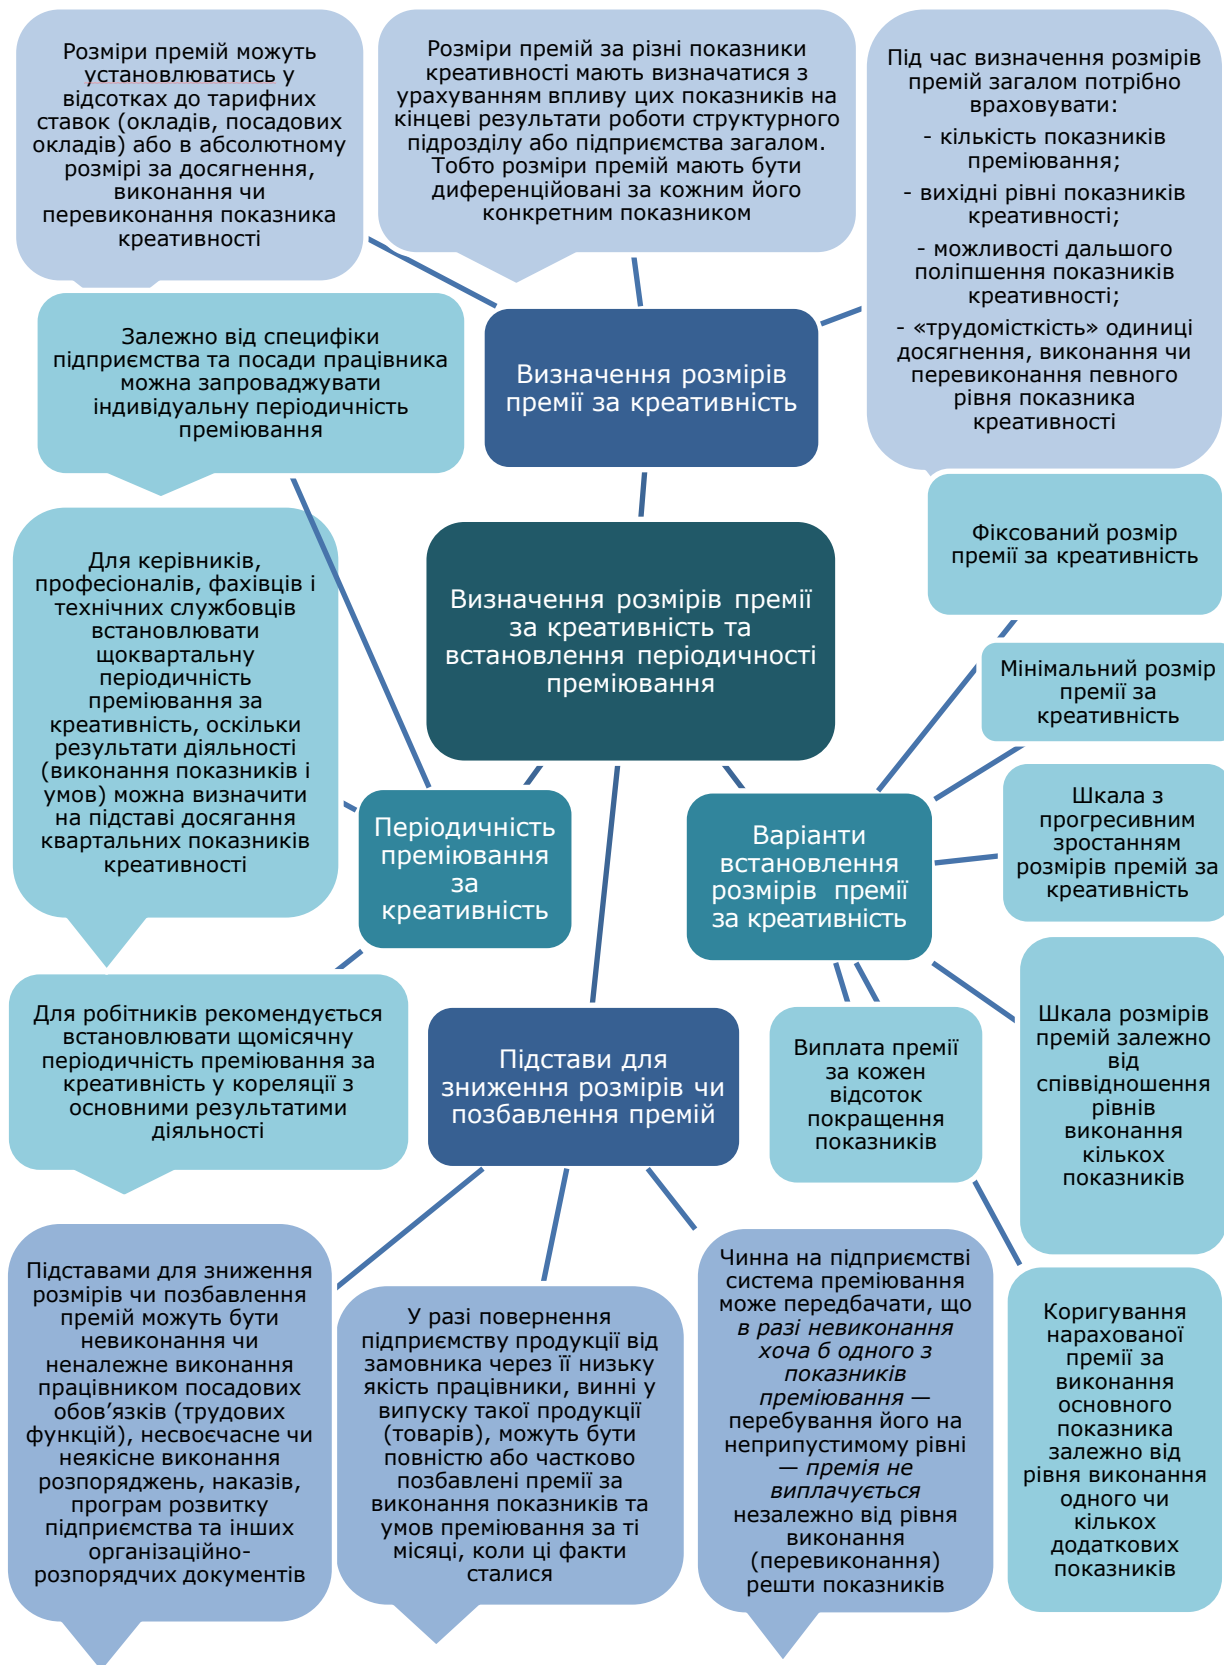 Розміри премій можуть
установлюватись у
відсотках до тарифних
ставок (окладів, посадових
окладів) або в абсолютному
розмірі за досягнення,
виконання чи
перевиконання показника
креативності
Розміри премій за різні показники
креативності мають визначатися з
урахуванням впливу цих показників на
кінцеві результати роботи структурного
підрозділу або підприємства загалом.
Тобто розміри премій мають бути
диференційовані за кожним його
конкретним показником
Під час визначення розмірів
премій загалом потрібно
враховувати:
- кількість показників
преміювання;
- вихідні рівні показників
креативності;
- можливості дальшого
поліпшення показників
креативності;
- «трудомісткість» одиниці
досягнення, виконання чи
перевиконання певного
рівня показника
креативності
Залежно від специфіки
підприємства та посади працівника
можна запроваджувати
індивідуальну періодичність
преміювання
Визначення розмірів
премії за креативність
Фіксований розмір
премії за креативність
Для керівників,
професіоналів, фахівців і
технічних службовців
встановлювати
щоквартальну
періодичність
преміювання за
креативність, оскільки
результати діяльності
(виконання показників і
умов) можна визначити
на підставі досягання
квартальних показників
креативності
Визначення розмірів премії
за креативність та
встановлення періодичності
преміювання
Мінімальний розмір
премії за
креативність
Шкала з
прогресивним
зростанням
розмірів премій за
креативність
Періодичність
преміювання
за
креативність
Варіанти
встановлення
розмірів премії
за креативність
Для робітників рекомендується
встановлювати щомісячну
періодичність преміювання за
креативність у кореляції з
основними результатими
діяльності
Підстави для
зниження розмірів чи
позбавлення премій
Виплата премії
за кожен
відсоток
покращення
показників
Шкала розмірів
премій залежно
від
співвідношення
рівнів
виконання
кількох
показників
Підставами для зниження
розмірів чи позбавлення
премій можуть бути
невиконання чи
неналежне виконання
працівником посадових
обов’язків (трудових
функцій), несвоєчасне чи
неякісне виконання
розпоряджень, наказів,
програм розвитку
підприємства та інших
організаційно-
розпорядчих документів
У разі повернення
підприємству продукції від
замовника через її низьку
якість працівники, винні у
випуску такої продукції
(товарів), можуть бути
повністю або частково
позбавлені премії за
виконання показників та
умов преміювання за ті
місяці, коли ці факти
сталися
Чинна на підприємстві
система преміювання
може передбачати, що
в разі невиконання
хоча б одного з
показників
преміювання —
перебування його на
неприпустимому рівні
— премія не
виплачується
незалежно від рівня
виконання
(перевиконання)
решти показників
Коригування
нарахованої
премії за
виконання
основного
показника
залежно від
рівня виконання
одного чи
кількох
додаткових
показників